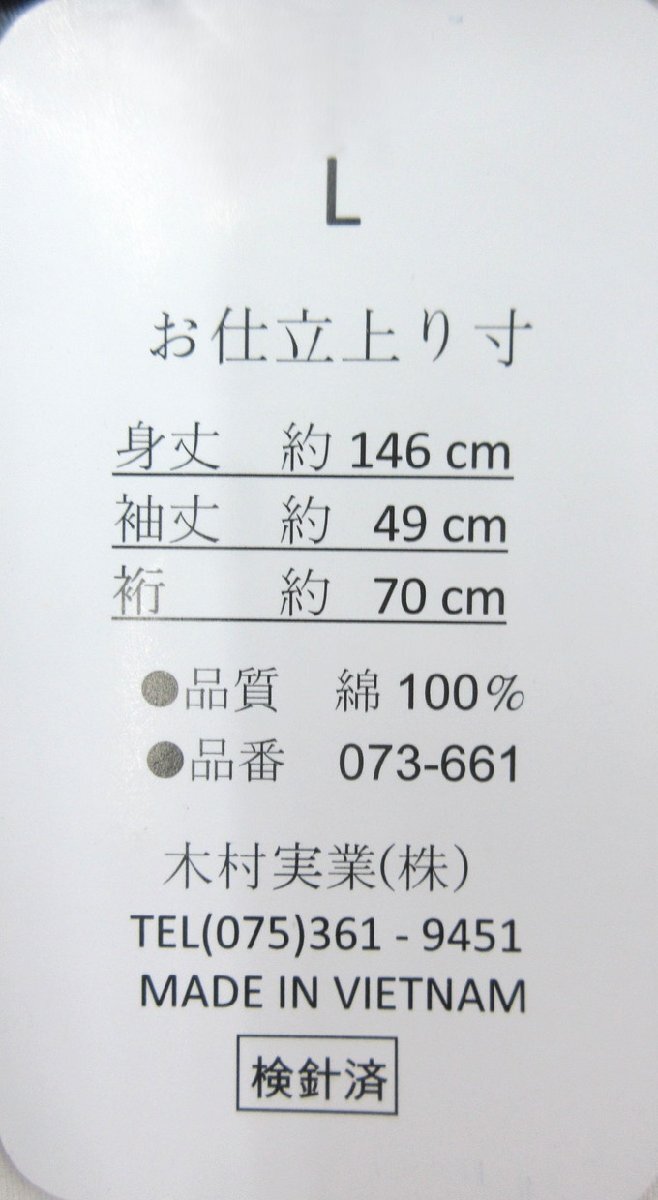 L
お仕立上り寸
身丈 約 146 cm
袖丈 約 49 cm
裄 約 70 cm
●品質 綿 100%
●品番 073-661
木村実業(株)
TEL(075)361 - 9451
MADE IN VIETNAM
検針済